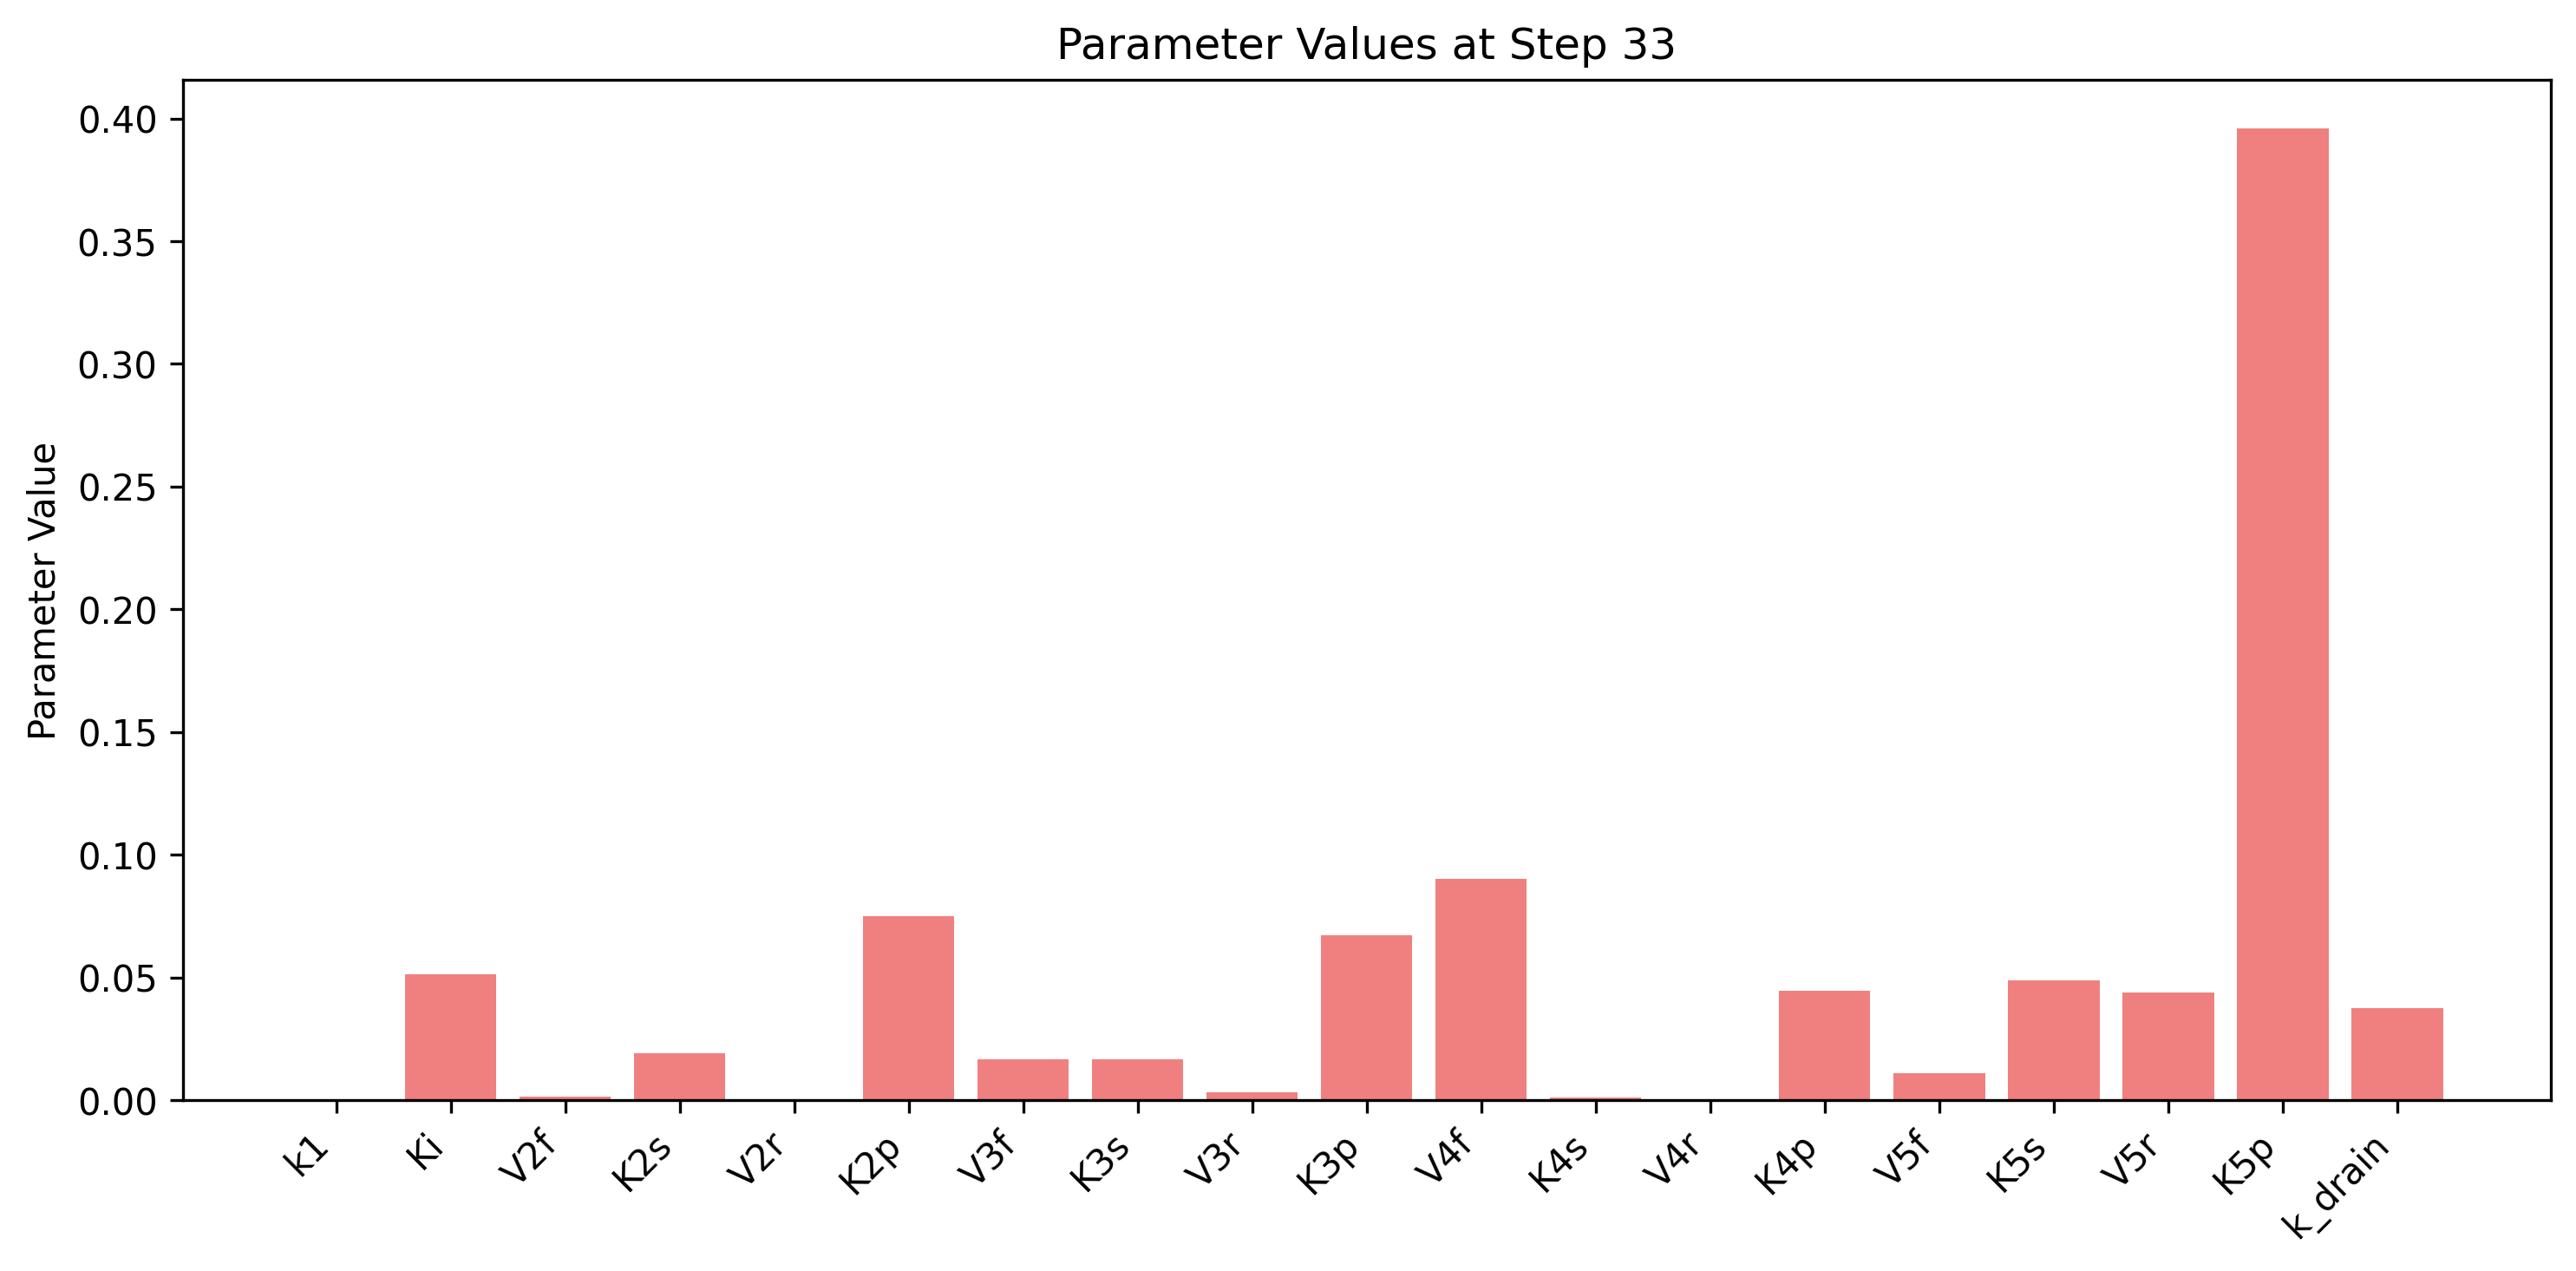 Parameter Values at Step 33
Parameter Value
0.40
0.35
0.30
0.25
0.20
0.15
0.10
0.05
0.00
k1
Ki
V2f
K2s
V2r
K2p
V3f
K3s
V3r
K3p
V4f
K4s
V4r
K4p
V5f
K5s
V5r
K5p
k_drain